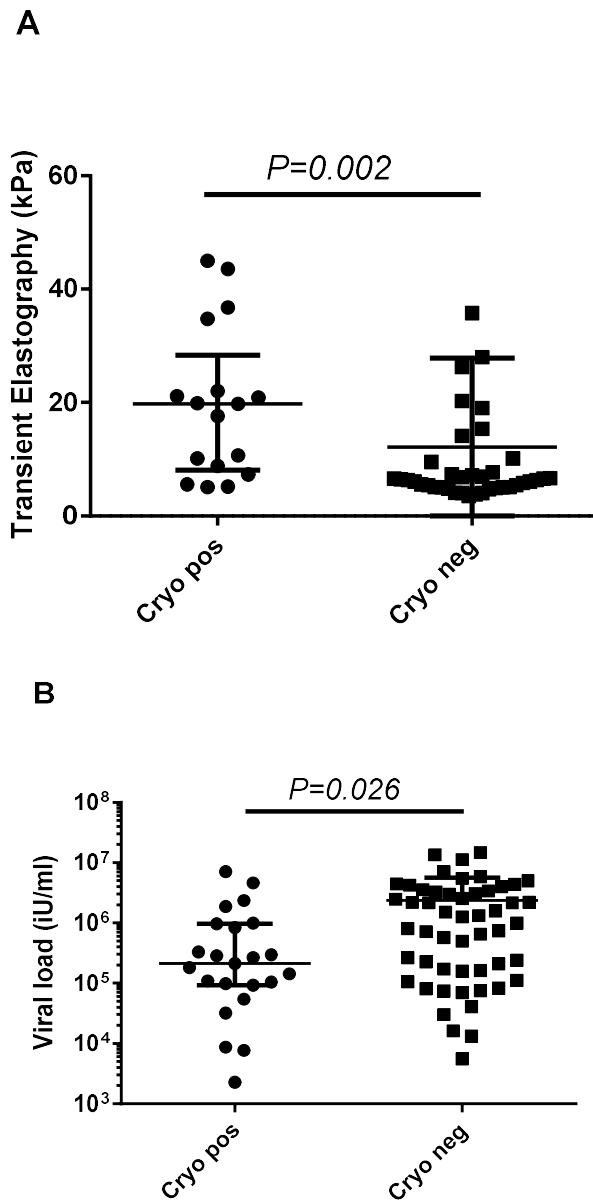 A
P=0.002
Transient Elastography (kPa)
60
40
20
0
Cryo pos
Cryo neg
B
P=0.026
Viral load (iU/ml)
10⁸
10⁷
10⁶
10⁵
10⁴
10³
Cryo pos
Cryo neg